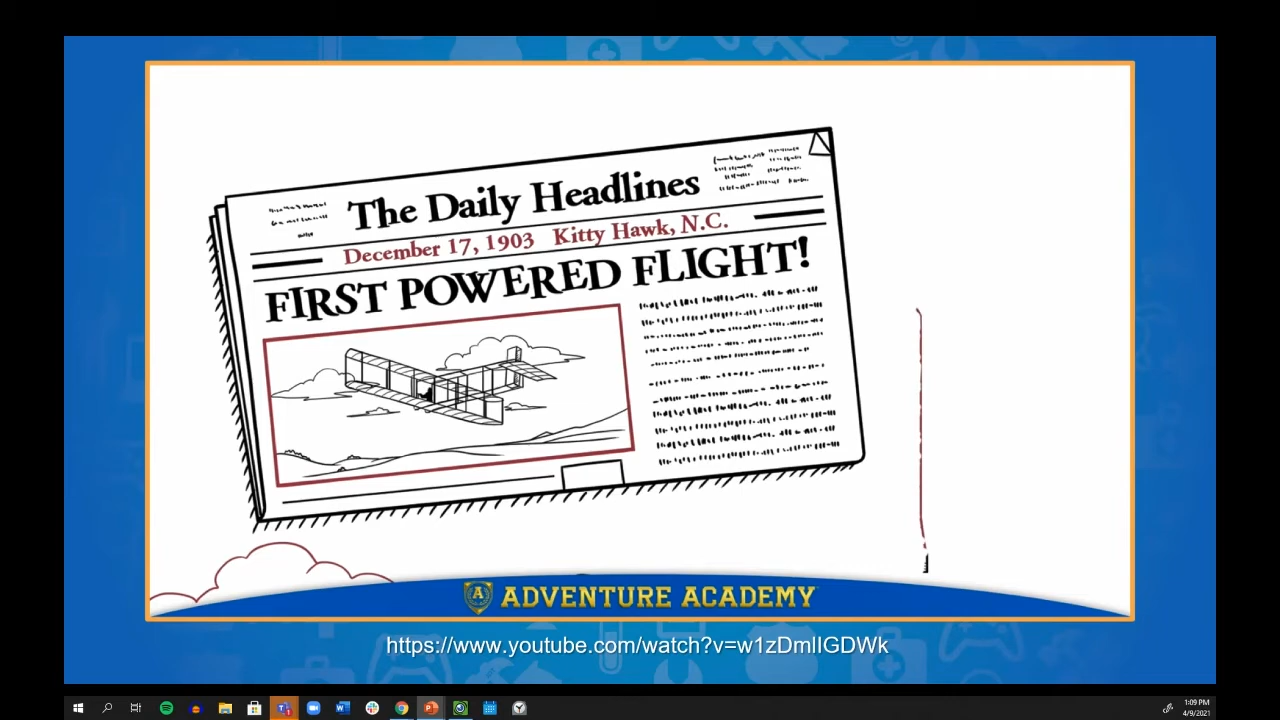 The Daily Headlines
December 17, 1903 Kitty Hawk, N.C.
FIRST POWERED FLIGHT!
A
ADVENTURE ACADEMY
https://www.youtube.com/watch?v=w1zDmlIGDWk
1:09 PM
4/9/2021